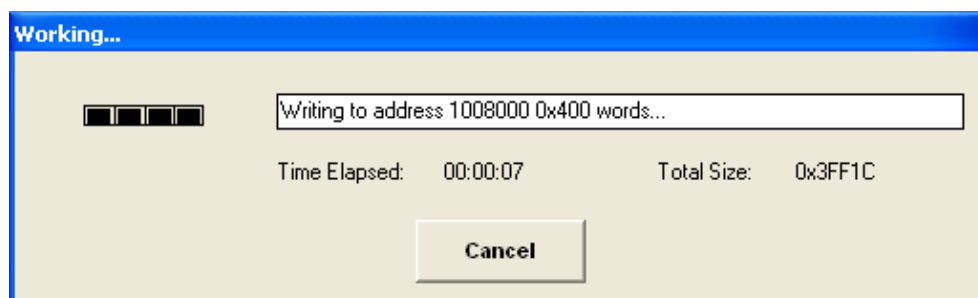 Working...
Writing to address 1008000 0x400 words...
Time Elapsed: 00:00:07 Total Size: 0x3FF1C
Cancel